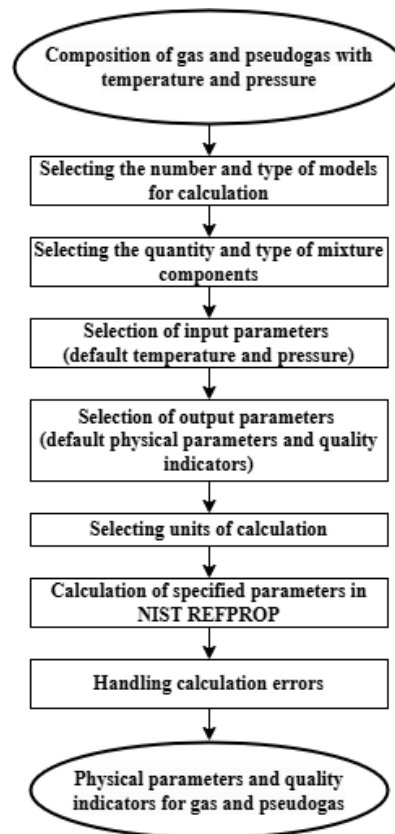 Composition of gas and pseudogas with
temperature and pressure
Selecting the number and type of models
for calculation
Selecting the quantity and type of mixture
components
Selection of input parameters
(default temperature and pressure)
Selection of output parameters
(default physical parameters and quality
indicators)
Selecting units of calculation
Calculation of specified parameters in
NIST REFPROP
Handling calculation errors
Physical parameters and quality
indicators for gas and pseudogas